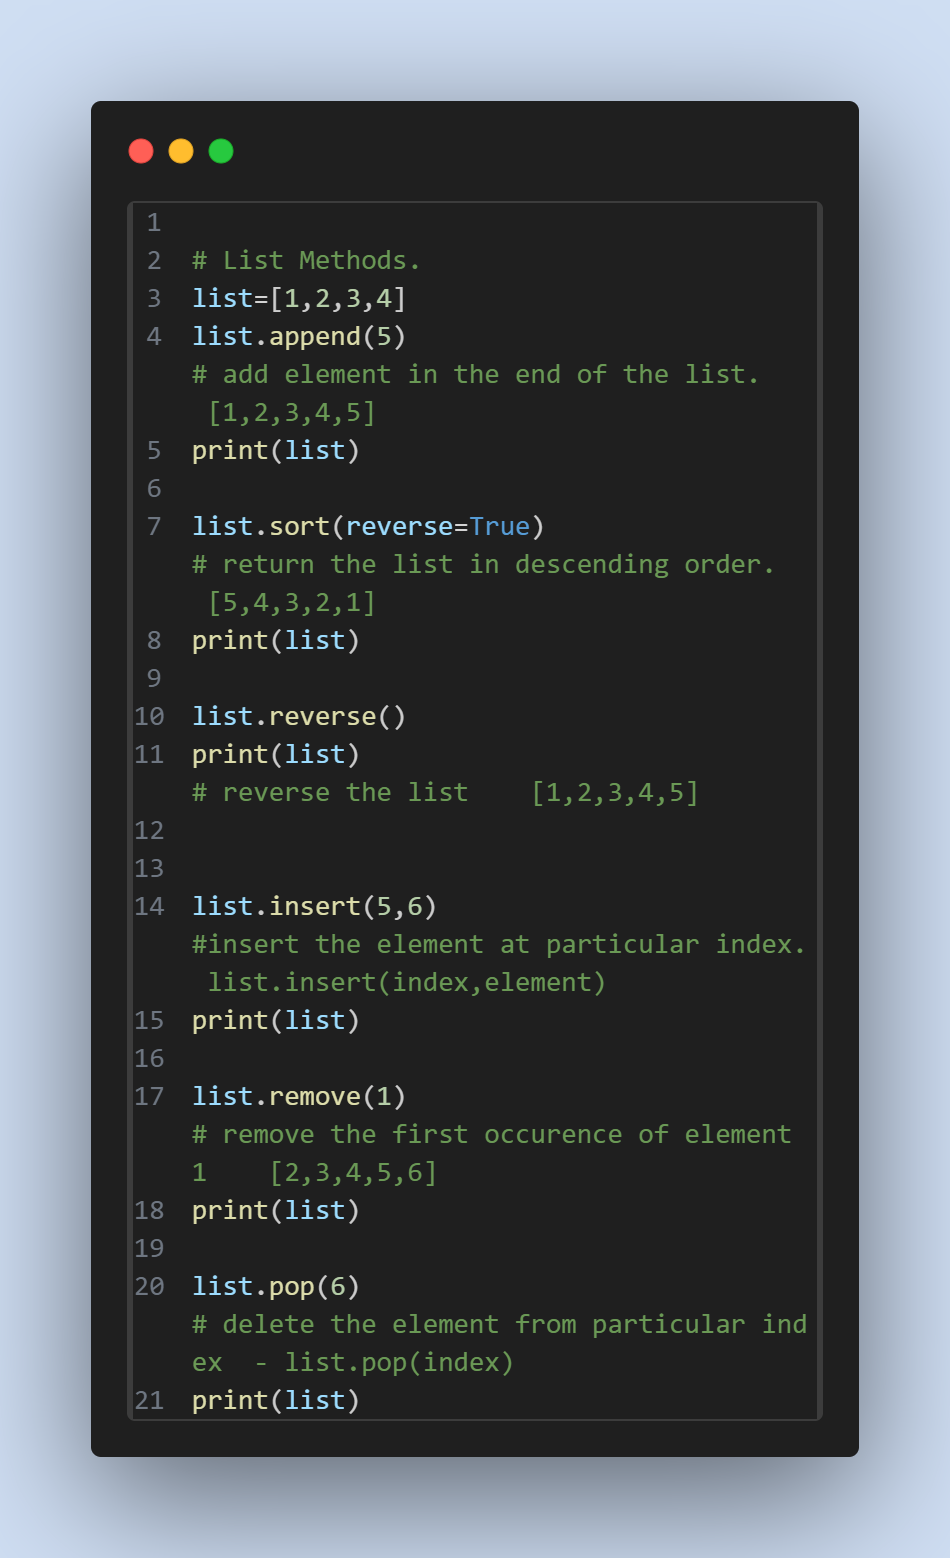 1
2 # List Methods.
3 list=[1,2,3,4]
4 list.append(5)
# add element in the end of the list.
[1,2,3,4,5]
5 print(list)
6
7 list.sort(reverse=True)
# return the list in descending order.
[5,4,3,2,1]
8 print(list)
9
10 list.reverse()
11 print(list)
# reverse the list    [1,2,3,4,5]
12
13
14 list.insert(5,6)
#insert the element at particular index.
list.insert(index,element)
15 print(list)
16
17 list.remove(1)
# remove the first occurence of element
1    [2,3,4,5,6]
18 print(list)
19
20 list.pop(6)
# delete the element from particular ind
ex  - list.pop(index)
21 print(list)